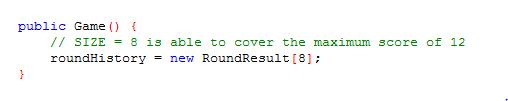 public Game() {
// SIZE = 8 is able to cover the maximum score of 12
roundHistory = new RoundResult[8];
}